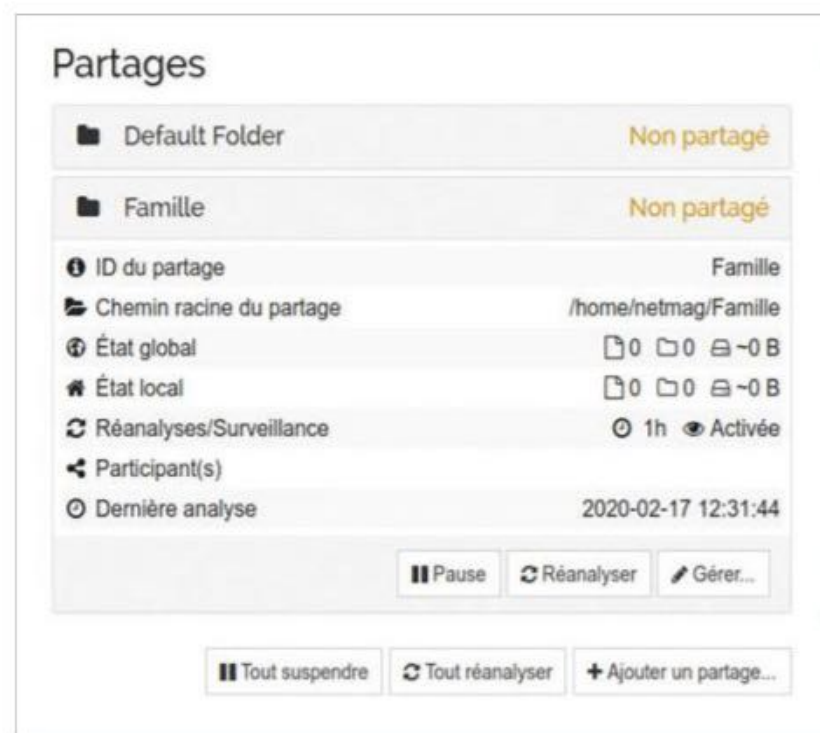 Partages
Default Folder Non partagé
Famille Non partagé
ID du partage Famille
Chemin racine du partage /home/netmag/Famille
État global 0 0 ~0 B
État local 0 0 ~0 B
Réanalyses/Surveillance 1h Activée
Participant(s)
Dernière analyse 2020-02-17 12:31:44
Pause Réanalyser Gérer...
Tout suspendre Tout réanalyser + Ajouter un partage...